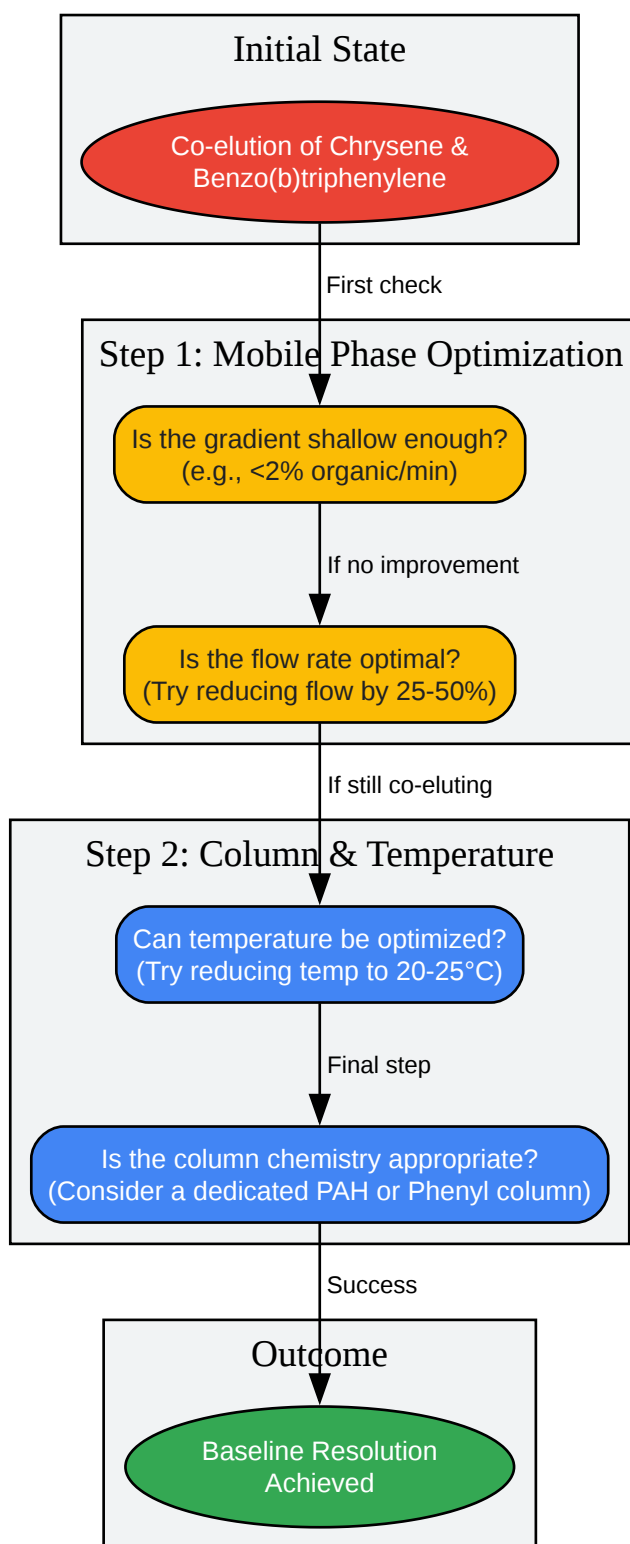 Initial State
Co-elution of Chrysene &
Benzo(b)triphenylene
First check
Step 1: Mobile Phase Optimization
Is the gradient shallow enough?
(e.g., <2% organic/min)
If no improvement
Is the flow rate optimal?
(Try reducing flow by 25-50%)
If still co-eluting
Step 2: Column & Temperature
Can temperature be optimized?
(Try reducing temp to 20-25°C)
Final step
Is the column chemistry appropriate?
(Consider a dedicated PAH or Phenyl column)
Success
Outcome
Baseline Resolution
Achieved